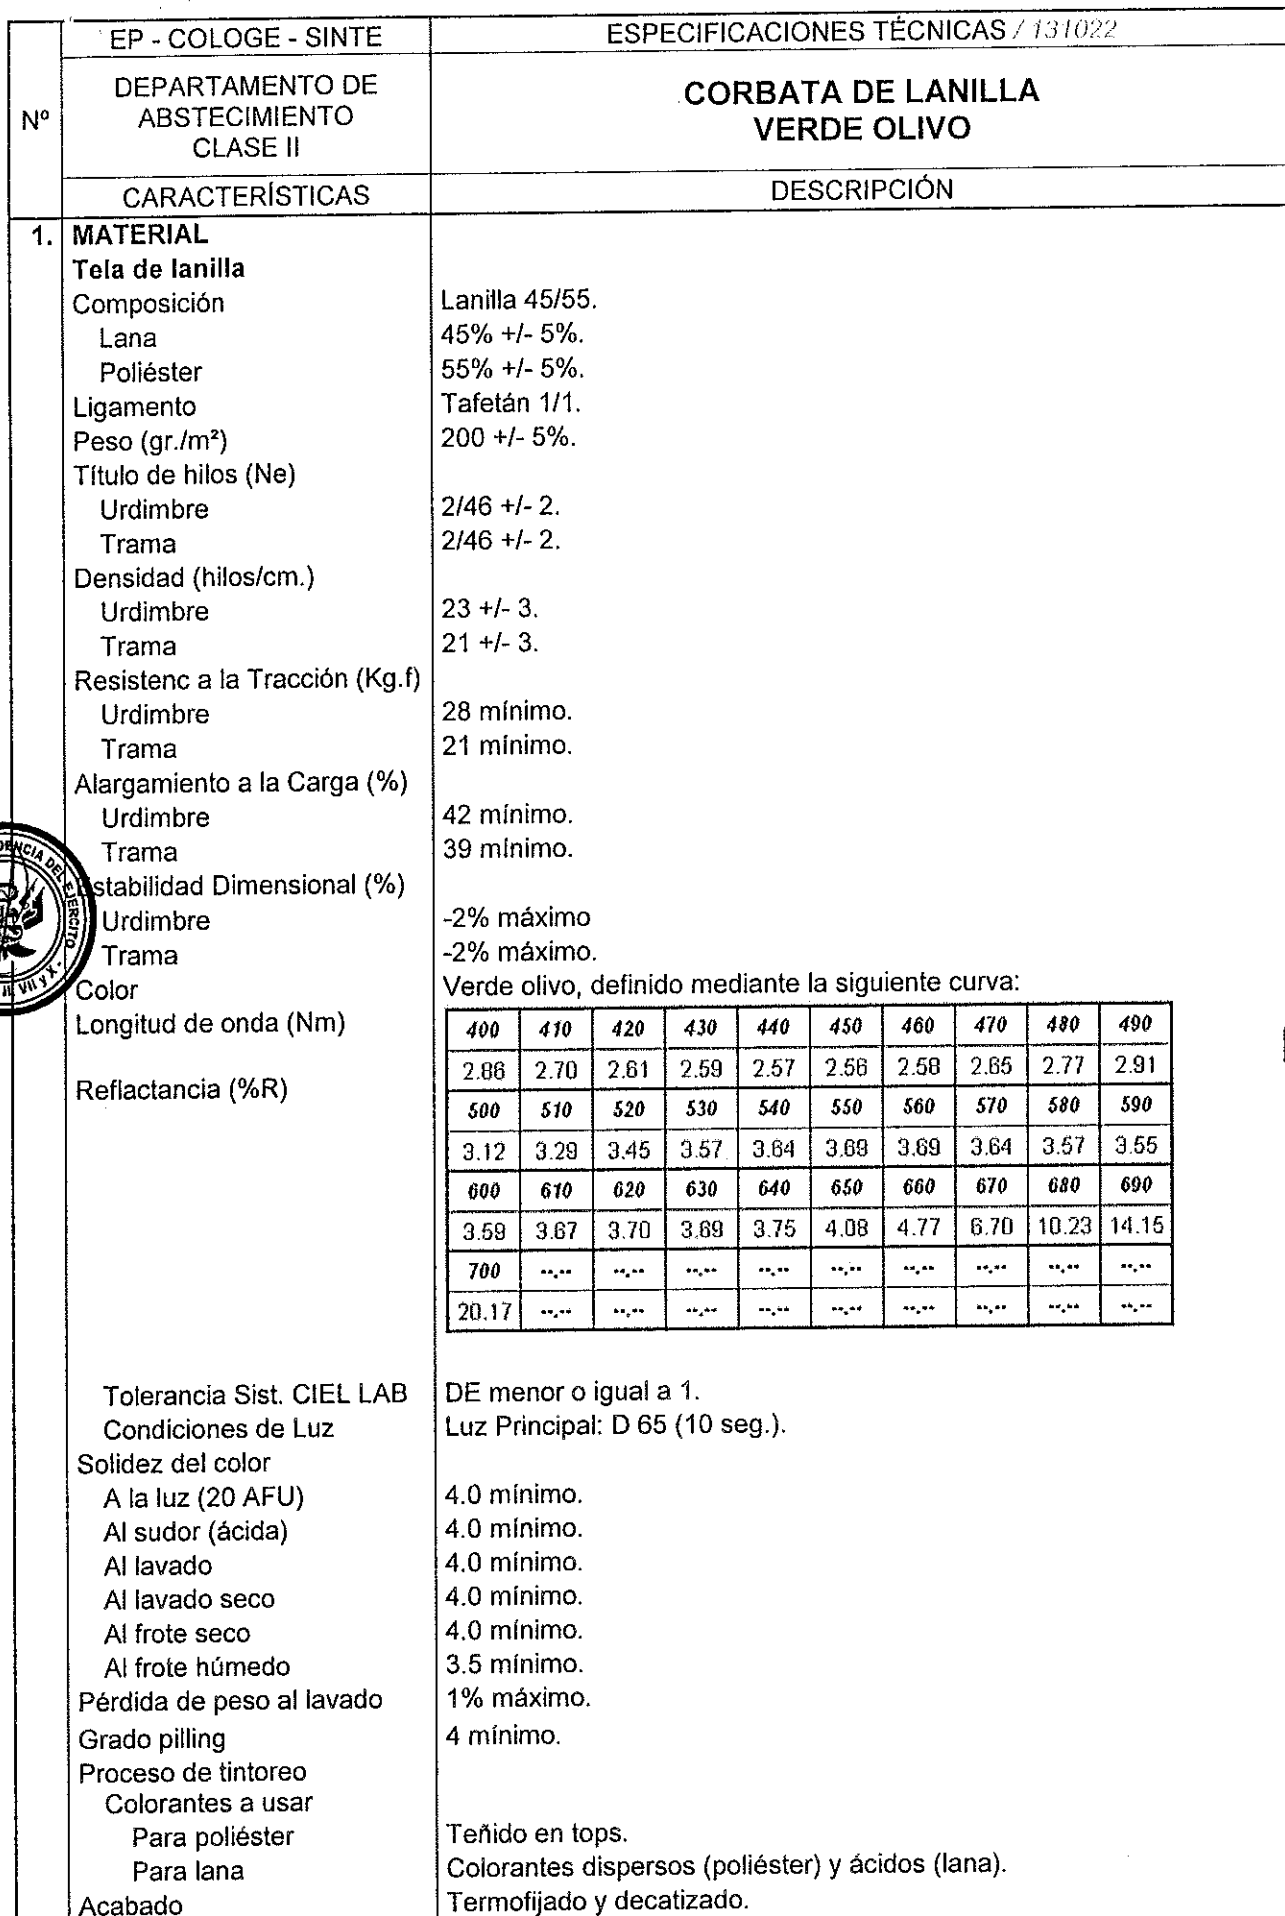 EP - COLOGE - SINTE
ESPECIFICACIONES TÉCNICAS / 131022
Nº
DEPARTAMENTO DE
ABSTECIMIENTO
CLASE II
CORBATA DE LANILLA
VERDE OLIVO
CARACTERÍSTICAS
DESCRIPCIÓN
1. MATERIAL
Tela de lanilla
Composición Lanilla 45/55.
Lana 45% +/- 5%.
Poliéster 55% +/- 5%.
Ligamento Tafetán 1/1.
Peso (gr./m²) 200 +/- 5%.
Título de hilos (Ne)
Urdimbre 2/46 +/- 2.
Trama 2/46 +/- 2.
Densidad (hilos/cm.)
Urdimbre 23 +/- 3.
Trama 21 +/- 3.
Resistenc a la Tracción (Kg.f)
Urdimbre 28 mínimo.
Trama 21 mínimo.
Alargamiento a la Carga (%)
Urdimbre 42 mínimo.
Trama 39 mínimo.
Estabilidad Dimensional (%)
Urdimbre -2% máximo
Trama -2% máximo.
Color Verde olivo, definido mediante la siguiente curva:
Longitud de onda (Nm) 400 410 420 430 440 450 460 470 480 490
Reflactancia (%R) 2.86 2.70 2.61 2.59 2.57 2.56 2.58 2.65 2.77 2.91
500 510 520 530 540 550 560 570 580 590
3.12 3.29 3.45 3.57 3.64 3.69 3.69 3.64 3.57 3.55
600 610 620 630 640 650 660 670 680 690
3.59 3.67 3.70 3.69 3.75 4.08 4.77 6.70 10.23 14.15
700 --.-- --.-- --.-- --.-- --.-- --.-- --.-- --.-- --.--
20.17 --.-- --.-- --.-- --.-- --.-- --.-- --.-- --.-- --.--
Tolerancia Sist. CIEL LAB DE menor o igual a 1.
Condiciones de Luz Luz Principal: D 65 (10 seg.).
Solidez del color
A la luz (20 AFU) 4.0 mínimo.
Al sudor (ácida) 4.0 mínimo.
Al lavado 4.0 mínimo.
Al lavado seco 4.0 mínimo.
Al frote seco 4.0 mínimo.
Al frote húmedo 3.5 mínimo.
Pérdida de peso al lavado 1% máximo.
Grado pilling 4 mínimo.
Proceso de tintoreo
Colorantes a usar
Para poliéster Teñido en tops.
Para lana Colorantes dispersos (poliéster) y ácidos (lana).
Acabado Termofijado y decatizado.
DEL EJERCITO